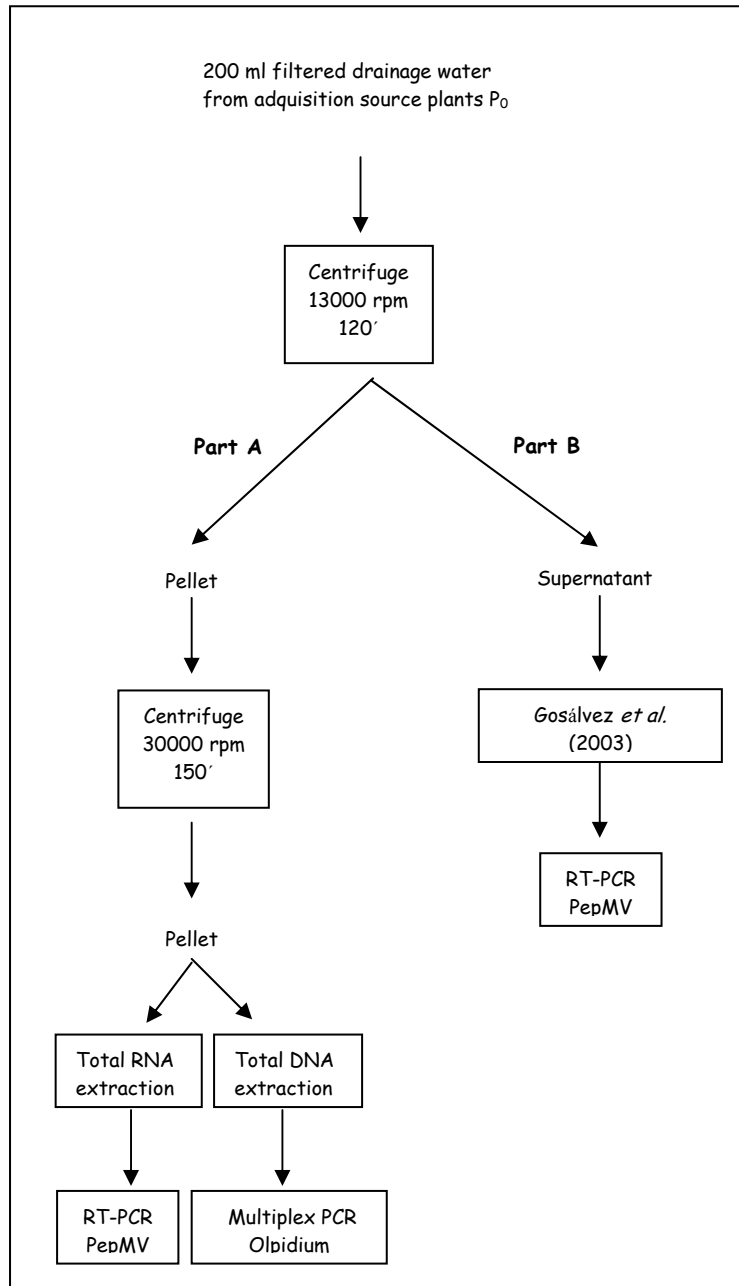 200 ml filtered drainage water
from adquisition source plants P₀
Centrifuge
13000 rpm
120´
Part A
Part B
Pellet
Supernatant
Centrifuge
30000 rpm
150´
Gosálvez et al.
(2003)
RT-PCR
PepMV
Pellet
Total RNA
extraction
Total DNA
extraction
RT-PCR
PepMV
Multiplex PCR
Olpidium